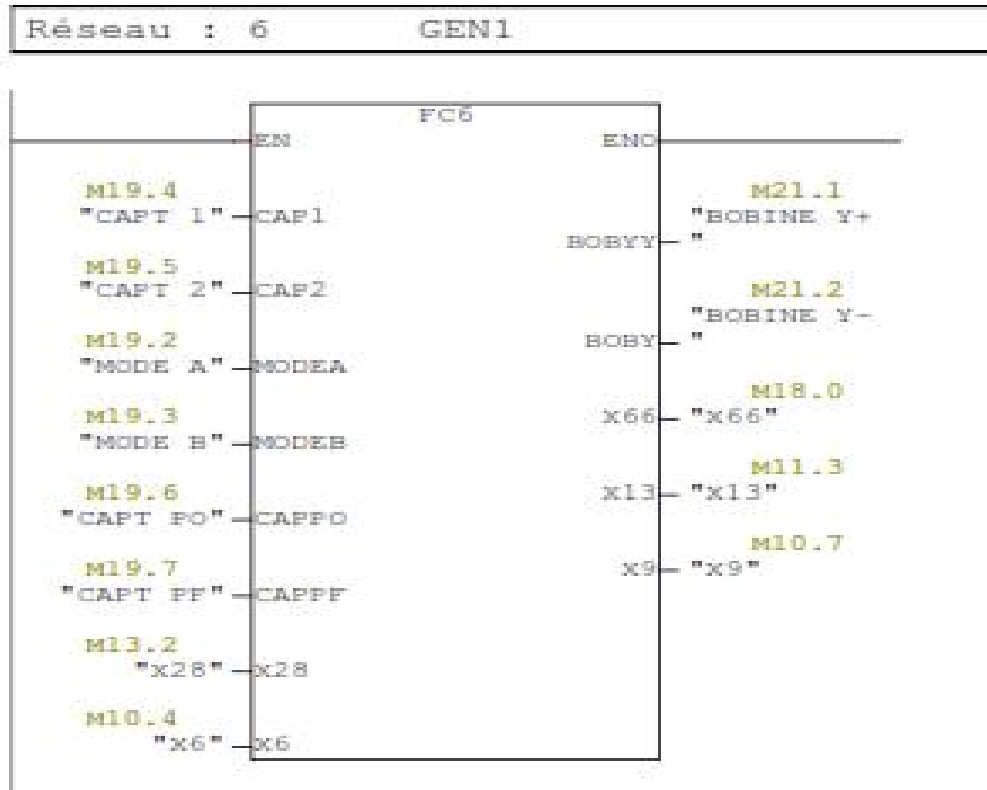 Réseau : 6 GEN1
FC6
EN ENO
M19.4
"CAPT 1" CAP1
M21.1
"BOBINE Y+
BOBYY "
M19.5
"CAPT 2" CAP2
M21.2
"BOBINE Y-
BOBY "
M19.2
"MODE A" MODEA
M18.0
X66 "X66"
M19.3
"MODE B" MODEB
M11.3
X13 "X13"
M19.6
"CAPT PO" CAPPO
M10.7
X9 "X9"
M19.7
"CAPT PF" CAPPF
M13.2
"X28" X28
M10.4
"X6" X6